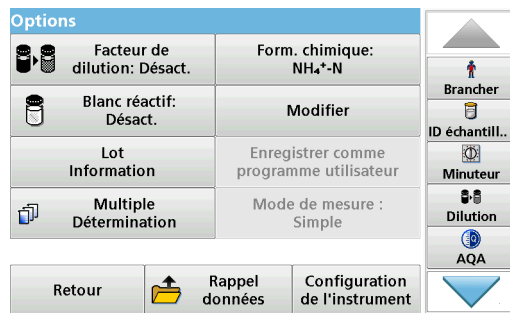 Options
Facteur de
dilution: Désact.
Form. chimique:
NH₄⁺-N
Blanc réactif:
Désact.
Modifier
Lot
Information
Enregistrer comme
programme utilisateur
Multiple
Détermination
Mode de mesure :
Simple
Retour
Rappel
données
Configuration
de l'instrument
Brancher
ID échantill..
Minuteur
Dilution
AQA